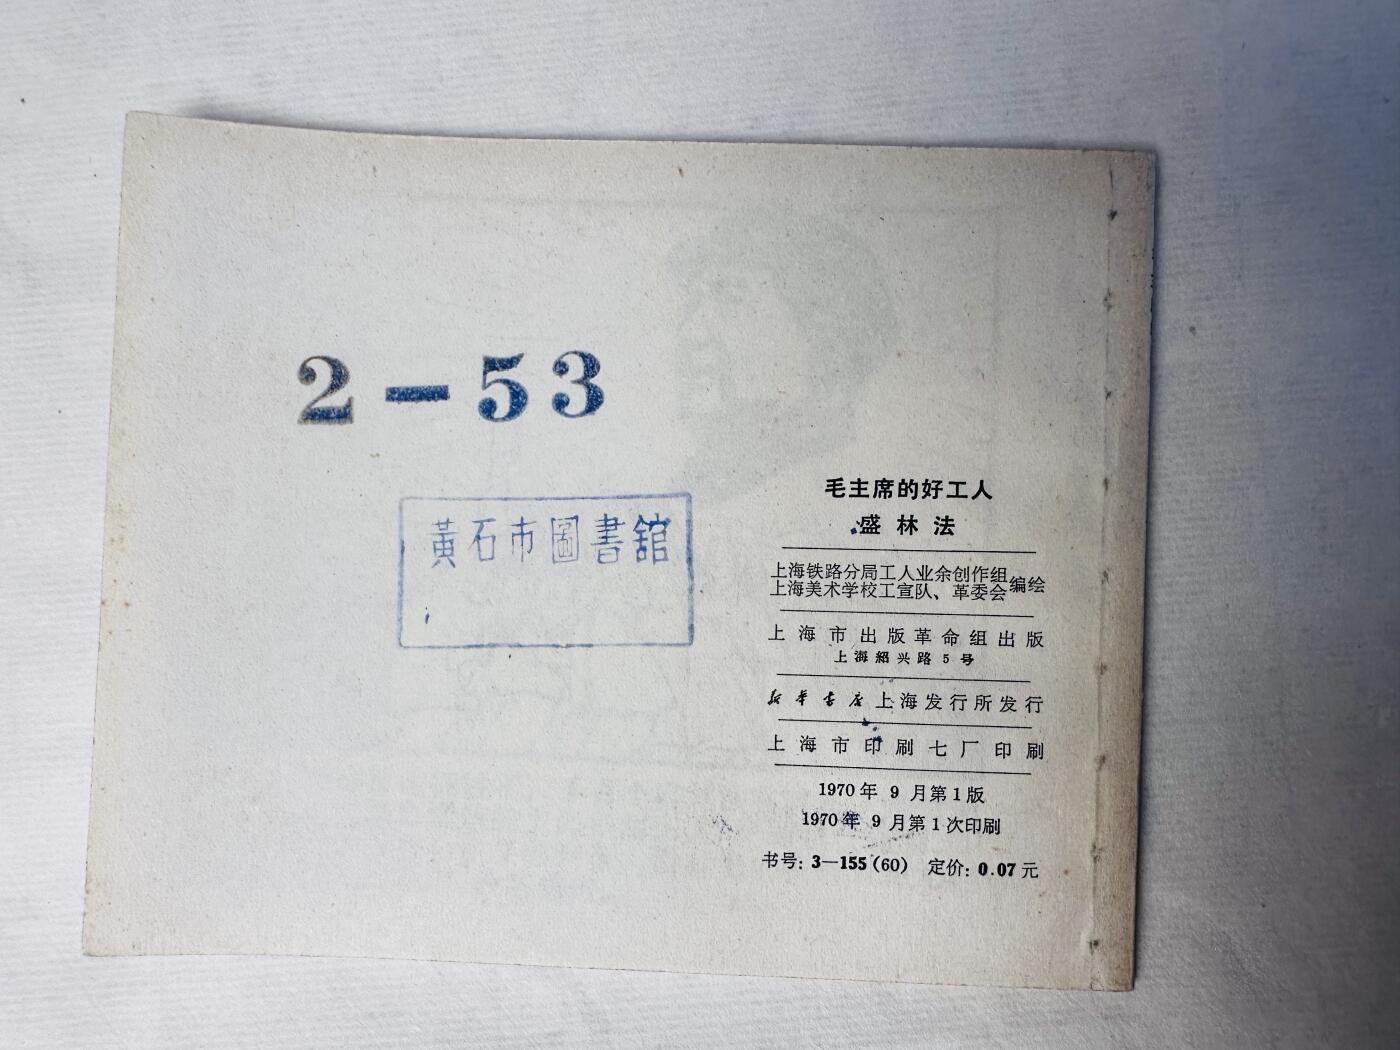 2－53
黃石市圖書館
毛主席的好工人
盛林法
上海铁路分局工人业余创作组
上海美术学校工宣队、革委会
编绘
上海市出版革命组出版
上海紹兴路5号
新华书店上海发行所发行
上海市印刷七厂印刷
1970年9月第1版
1970年9月第1次印刷
书号：3—155（60） 定价：0.07元